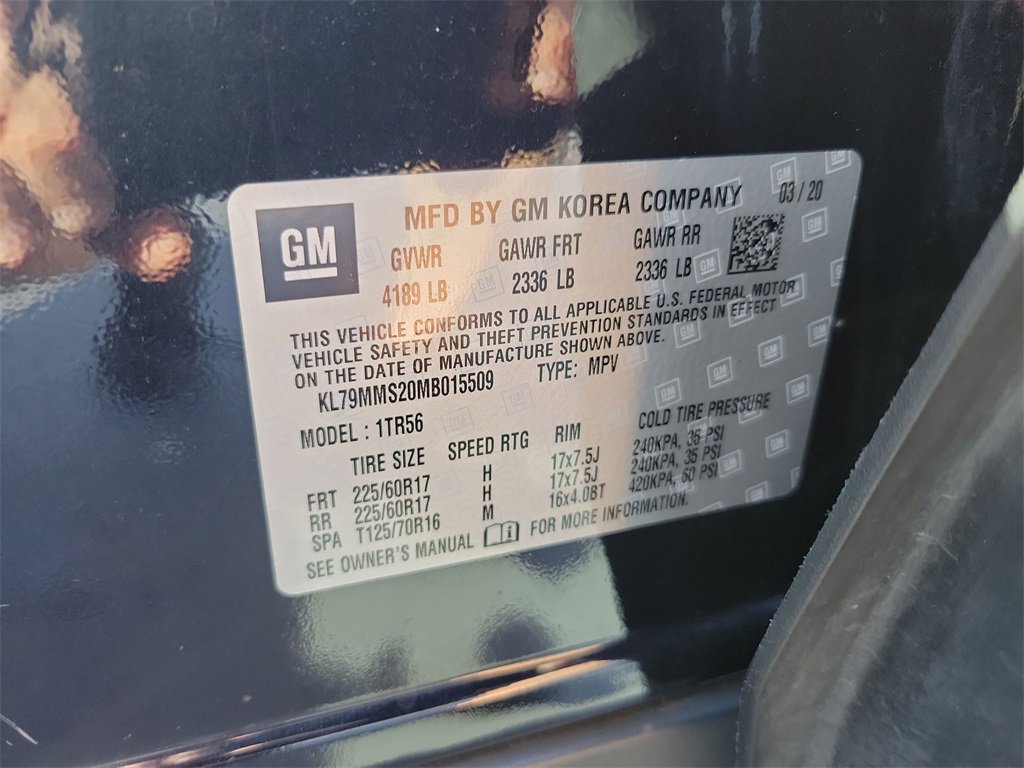 GM
MFD BY GM KOREA COMPANY 03 / 20
GVWR GAWR FRT GAWR RR
4189 LB 2336 LB 2336 LB
THIS VEHICLE CONFORMS TO ALL APPLICABLE U.S. FEDERAL MOTOR
VEHICLE SAFETY AND THEFT PREVENTION STANDARDS IN EFFECT
ON THE DATE OF MANUFACTURE SHOWN ABOVE.
KL79MMS20MB015509 TYPE: MPV
MODEL : 1TR56
TIRE SIZE SPEED RTG RIM COLD TIRE PRESSURE
FRT 225/60R17 H 17x7.5J 240KPA, 35 PSI
RR 225/60R17 H 17x7.5J 240KPA, 35 PSI
SPA T125/70R16 M 16x4.0BT 420KPA, 60 PSI
SEE OWNER'S MANUAL FOR MORE INFORMATION.